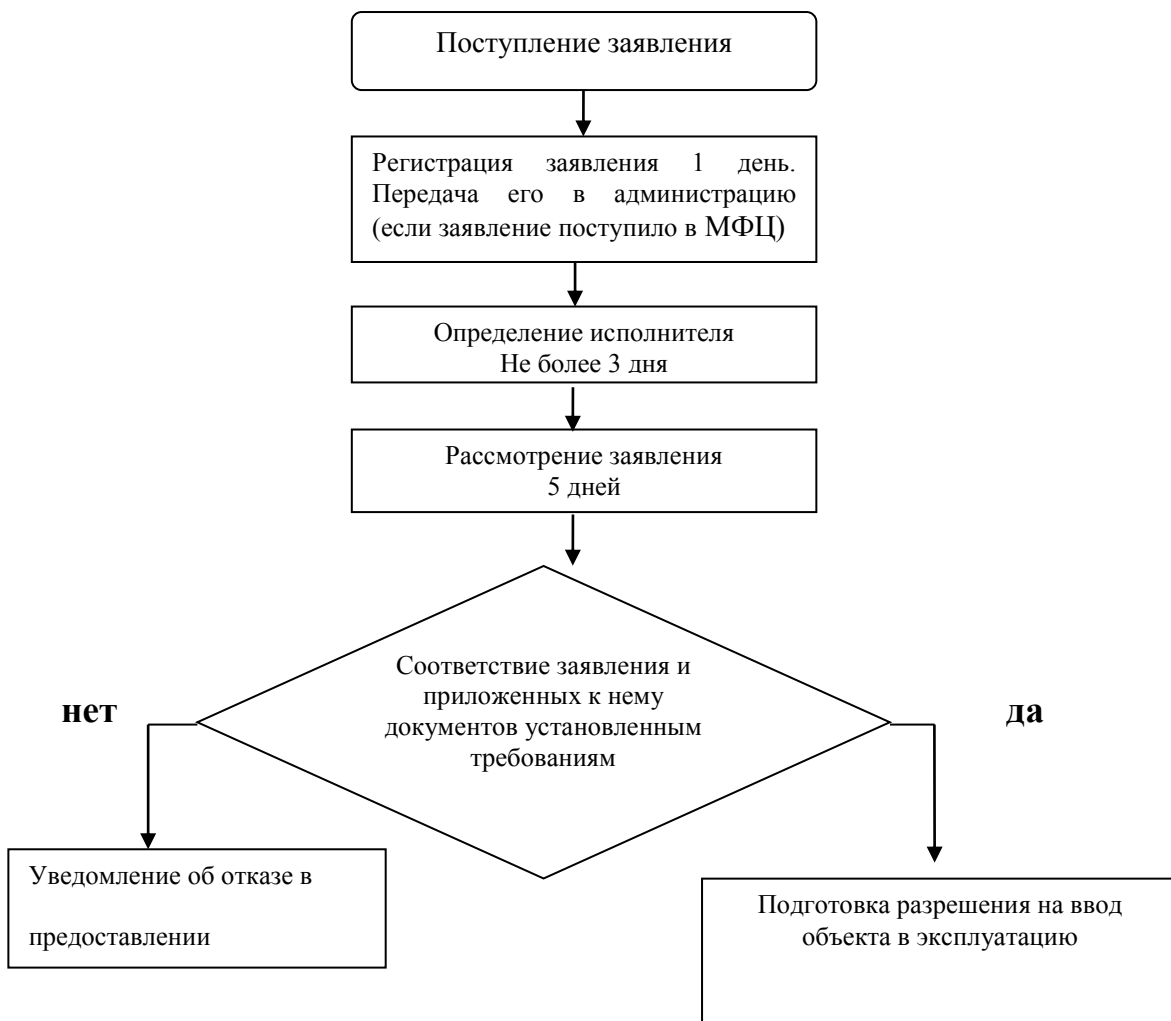 Поступление заявления
Регистрация заявления 1 день.
Передача его в администрацию
(если заявление поступило в МФЦ)
Определение исполнителя
Не более 3 дня
Рассмотрение заявления
5 дней
Соответствие заявления и
приложенных к нему
документов установленным
требованиям
нет
да
Уведомление об отказе в
предоставлении
Подготовка разрешения на ввод
объекта в эксплуатацию